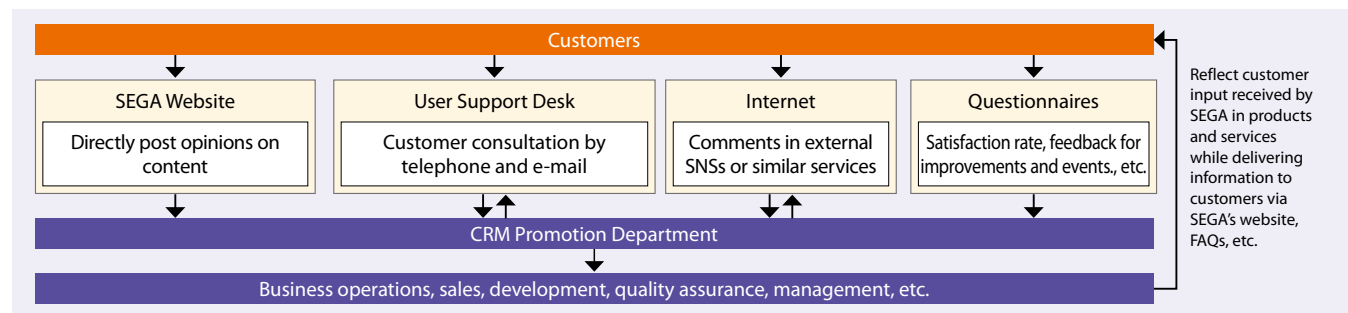 Customers
SEGA Website
Directly post opinions on
content
User Support Desk
Customer consultation by
telephone and e-mail
Internet
Comments in external
SNSs or similar services
Questionnaires
Satisfaction rate, feedback for
improvements and events., etc.
CRM Promotion Department
Business operations, sales, development, quality assurance, management, etc.
Reflect customer
input received by
SEGA in products
and services
while delivering
information to
customers via
SEGA's website,
FAQs, etc.